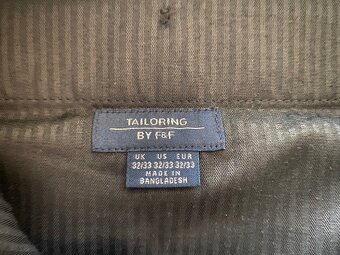 TAILORING
BY F&F
UK US EUR
32/33 32/33 32/33
MADE IN
BANGLADESH